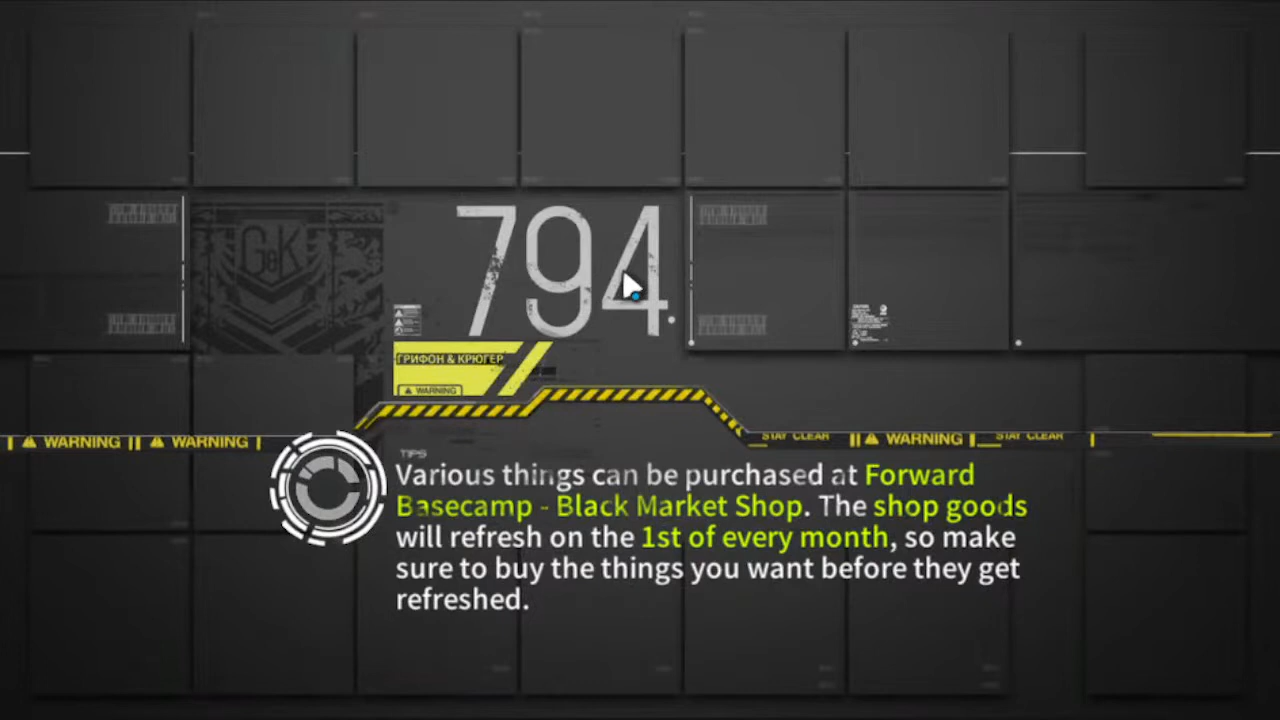 G&K
794.
ГРИФОН & КРЮГЕР
WARNING
WARNING
WARNING
STAY CLEAR
WARNING
STAY CLEAR
TIPS
Various things can be purchased at Forward
Basecamp - Black Market Shop. The shop goods
will refresh on the 1st of every month, so make
sure to buy the things you want before they get
refreshed.